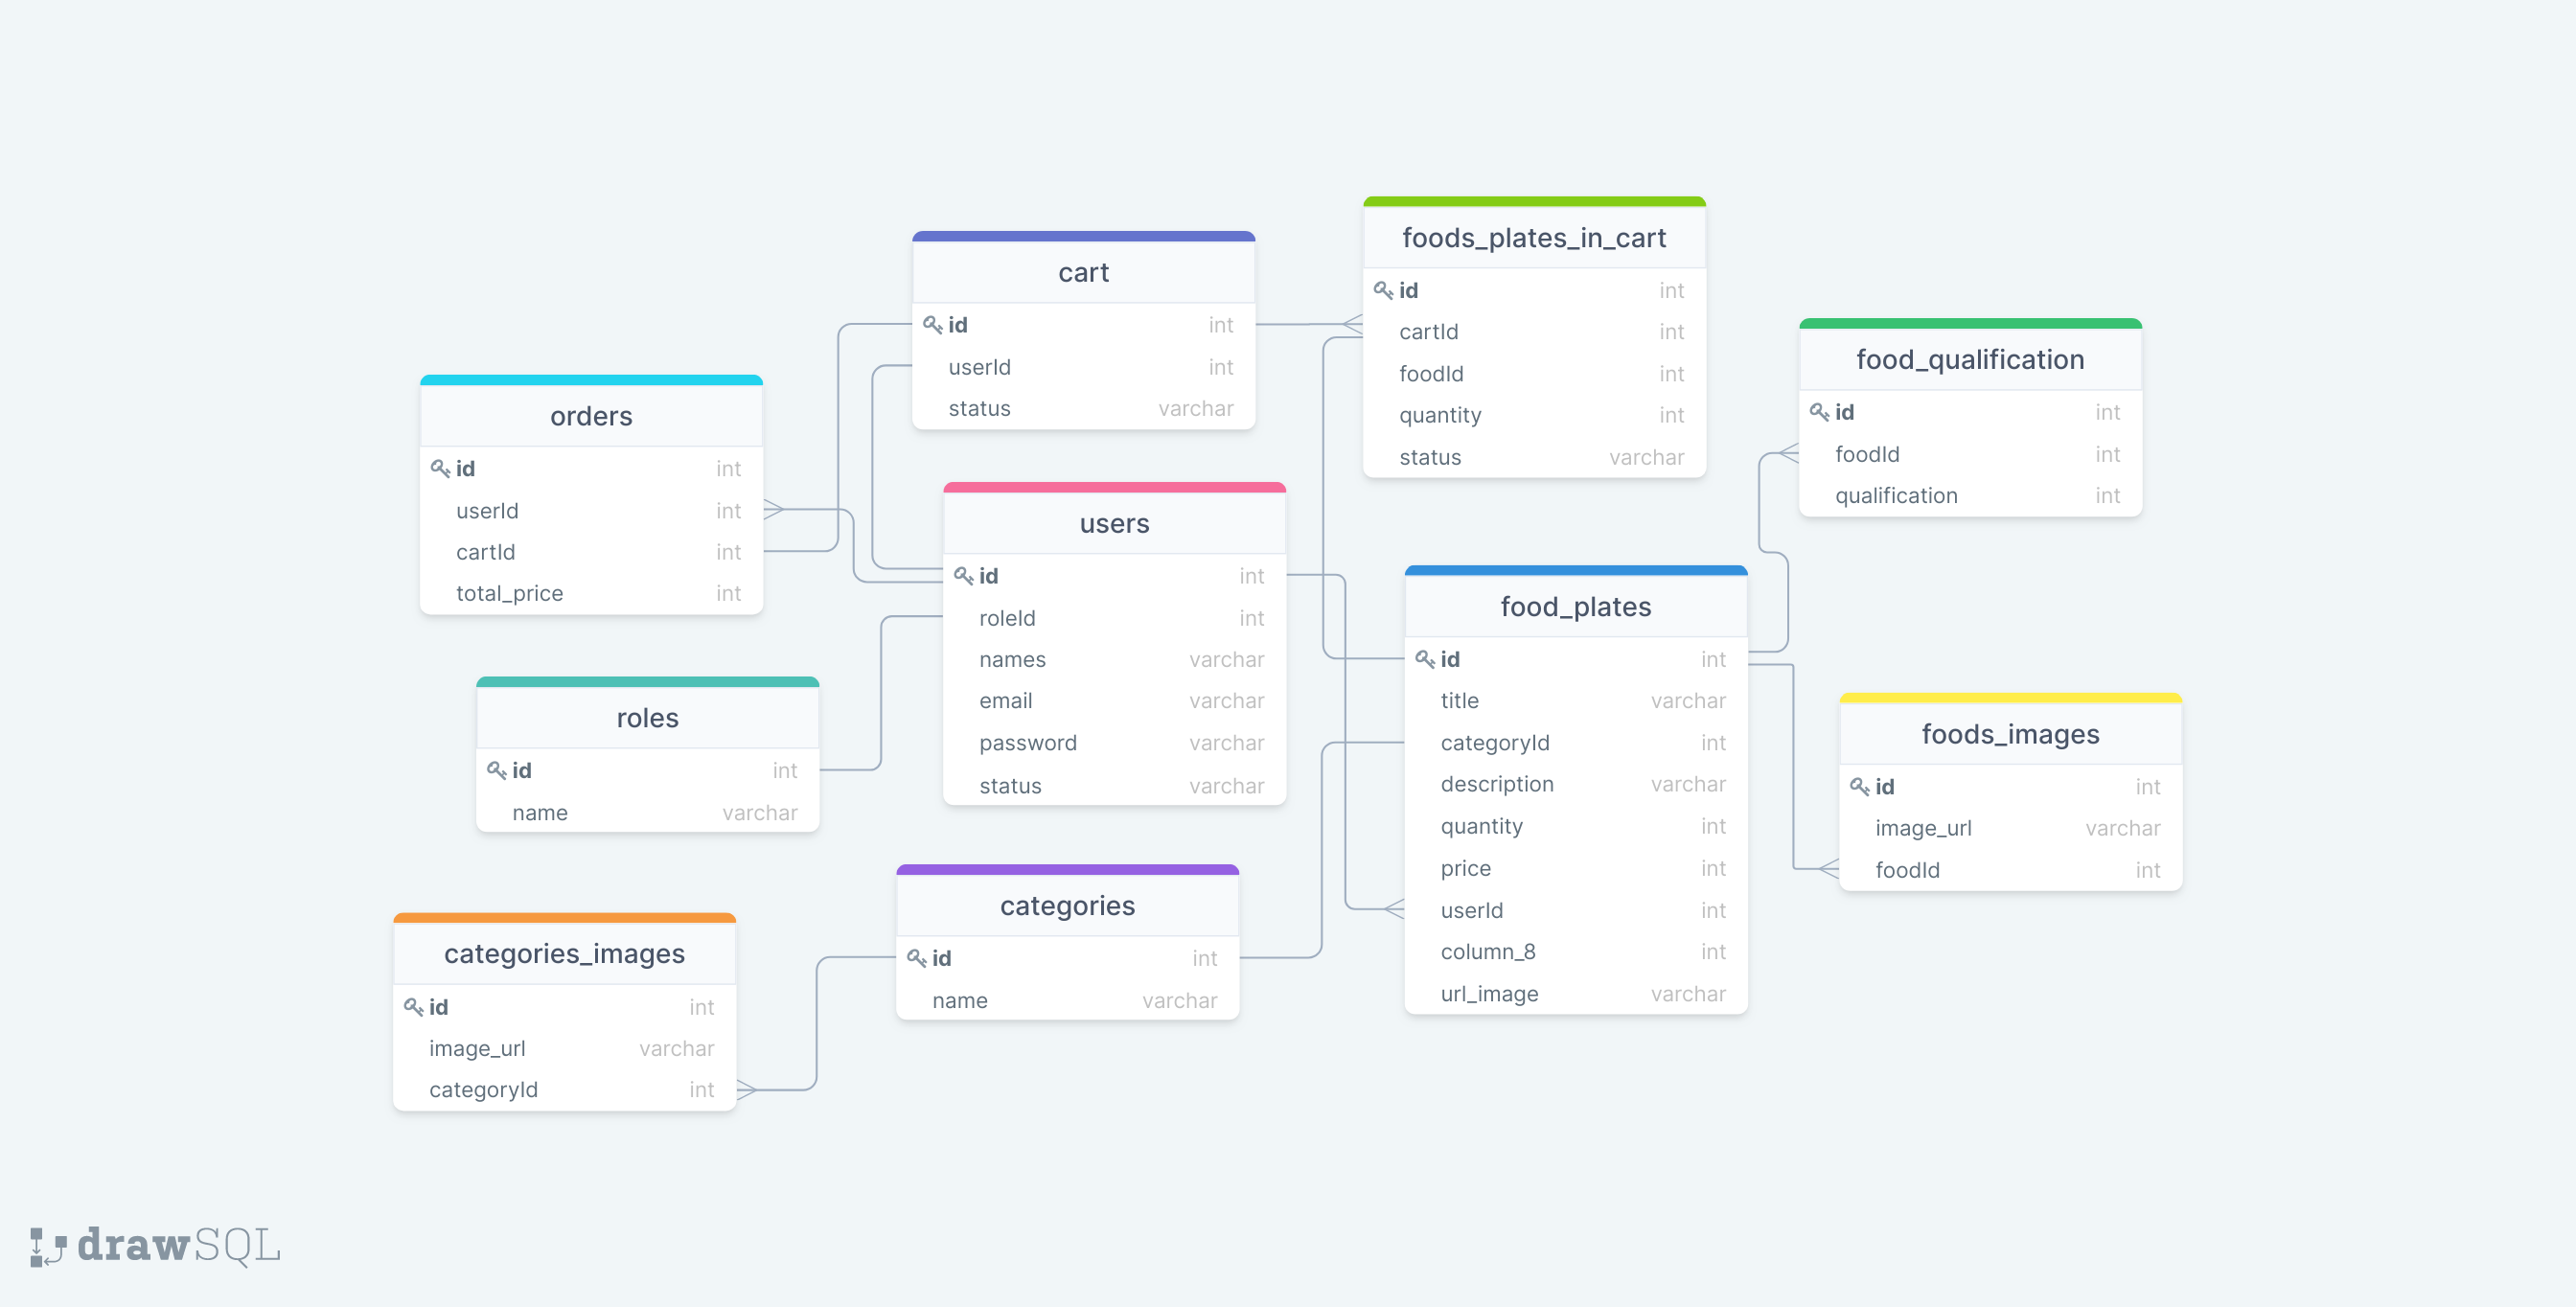 foods_plates_in_cart
id int
cartId int
foodId int
quantity int
status varchar
cart
id int
userId int
status varchar
food_qualification
id int
foodId int
qualification int
orders
id int
userId int
cartId int
total_price int
users
id int
roleId int
names varchar
email varchar
password varchar
status varchar
food_plates
id int
title varchar
categoryId int
description varchar
quantity int
price int
userId int
column_8 int
url_image varchar
roles
id int
name varchar
foods_images
id int
image_url varchar
foodId int
categories
id int
name varchar
categories_images
id int
image_url varchar
categoryId int
drawSQL